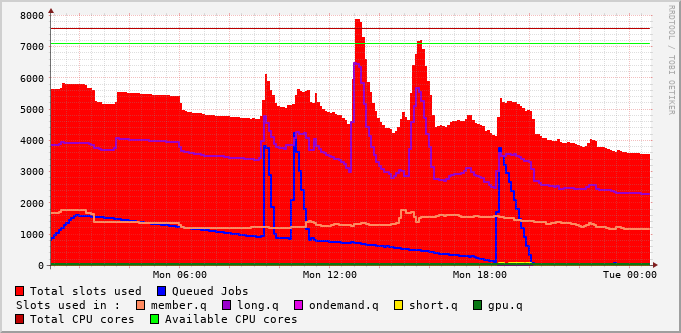 RRDTOOL / TOBI OETIKER
8000
7000
6000
5000
4000
3000
2000
1000
0
Mon 06:00 Mon 12:00 Mon 18:00 Tue 00:00
Total slots used Queued Jobs
Slots used in : member.q long.q ondemand.q short.q gpu.q
Total CPU cores Available CPU cores